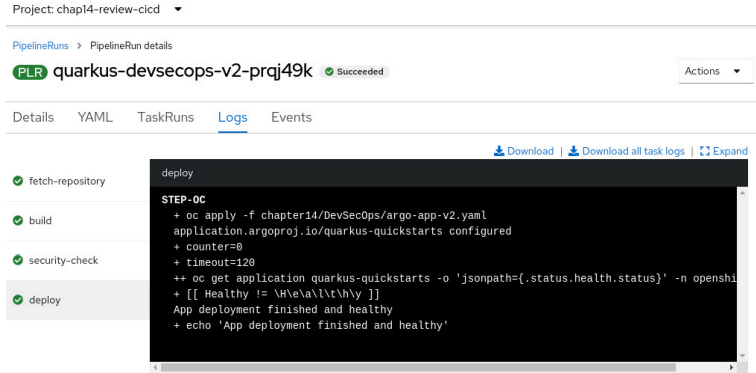 Project: chap14-review-cicd
PipelineRuns > PipelineRun details
PLR quarkus-devsecops-v2-prqj49k Succeeded
Actions
Details YAML TaskRuns Logs Events
Download | Download all task logs | Expand
fetch-repository
build
security-check
deploy
deploy
STEP-OC
+ oc apply -f chapter14/DevSecOps/argo-app-v2.yaml
application.argoproj.io/quarkus-quickstarts configured
+ counter=0
+ timeout=120
++ oc get application quarkus-quickstarts -o 'jsonpath={.status.health.status}' -n openshi
+ [[ Healthy != \H\e\a\l\t\h\y ]]
App deployment finished and healthy
+ echo 'App deployment finished and healthy'